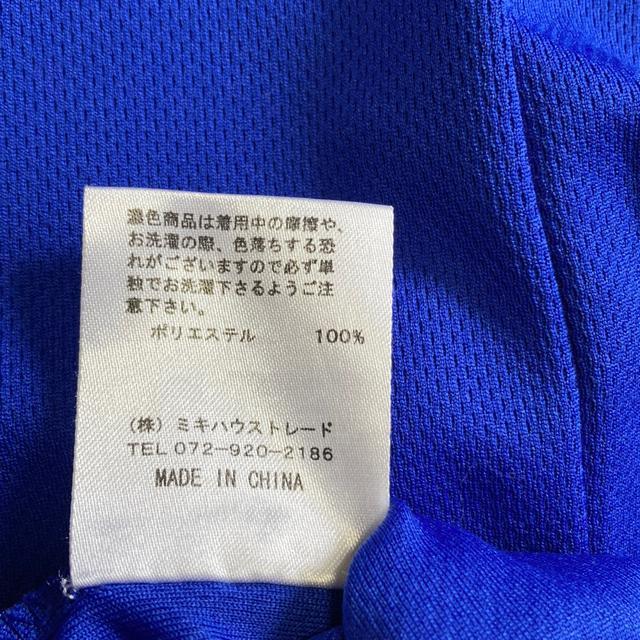 濃色商品は着用中の摩擦や、
お洗濯の際、色落ちする恐
れがございますので必ず単
独でお洗濯下さるようご注
意下さい。
ポリエステル 100%
(株) ミキハウストレード
TEL 072-920-2186
MADE IN CHINA